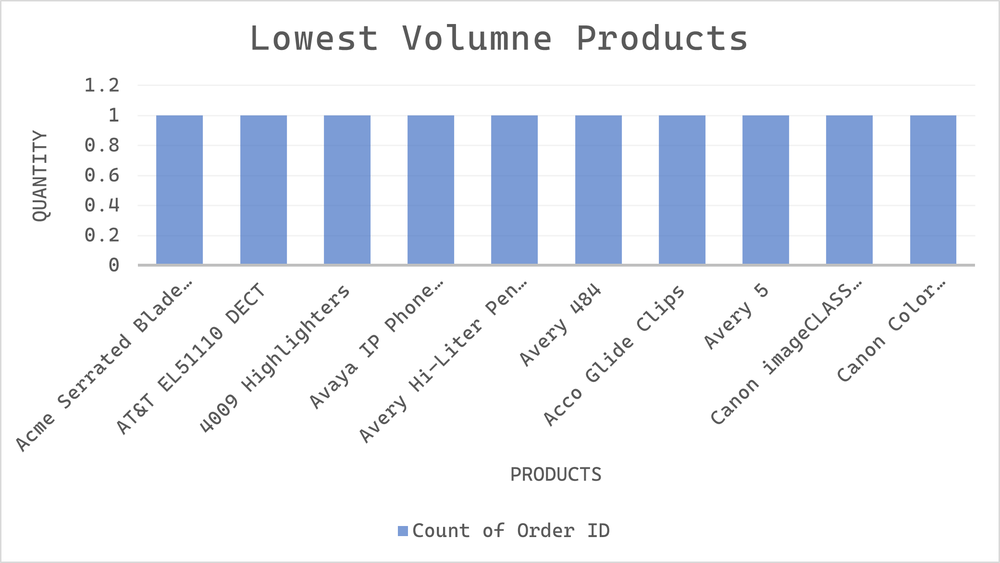 Lowest Volumne Products
1.2
1
0.8
0.6
0.4
0.2
0
QUANTITY
Acme Serrated Blade…
AT&T EL51110 DECT
4009 Highlighters
Avaya IP Phone…
Avery Hi-Liter Pen…
Avery 484
Acco Glide Clips
Avery 5
Canon imageCLASS…
Canon Color…
PRODUCTS
Count of Order ID